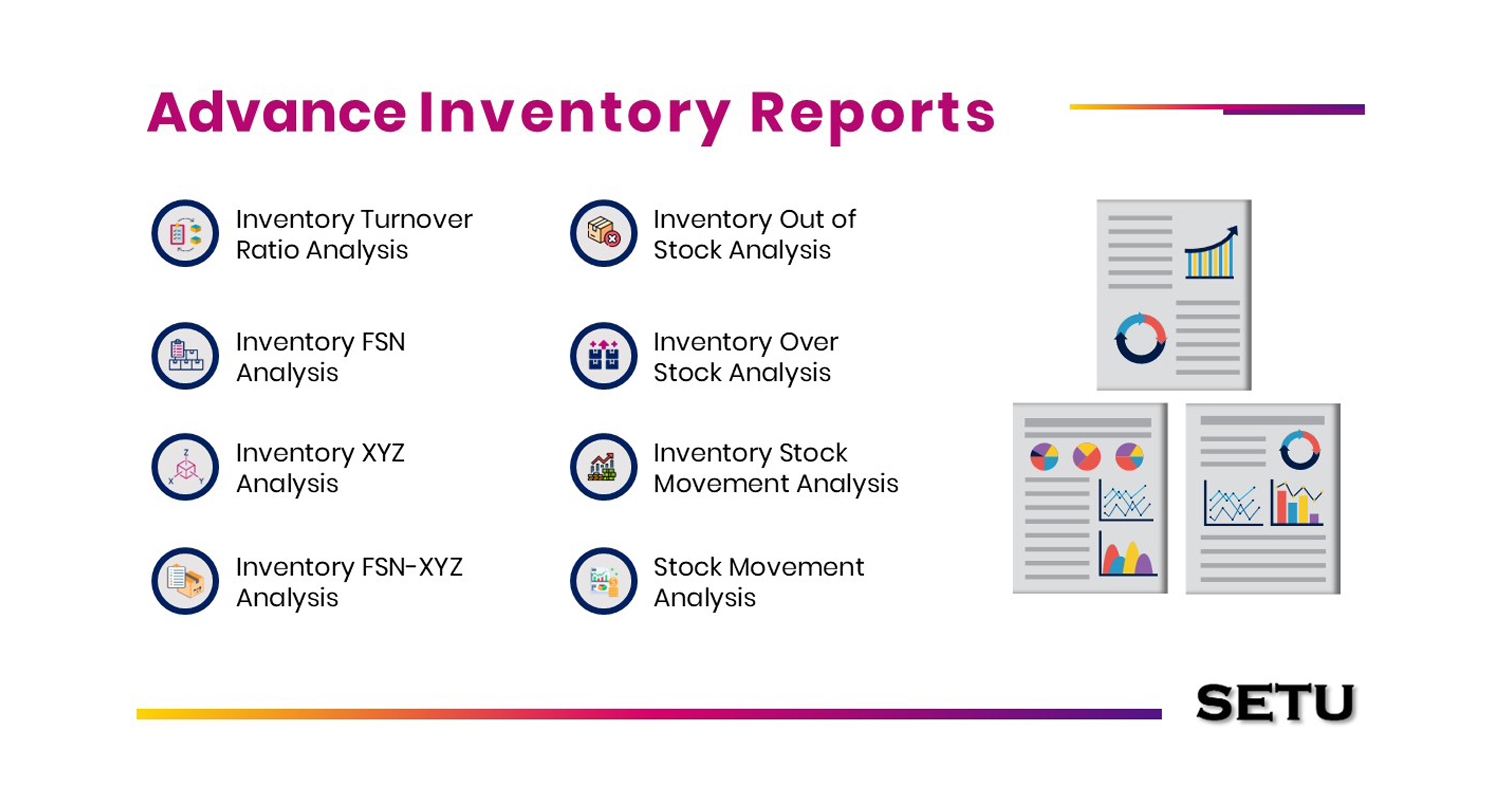 Advance Inventory Reports
Inventory Turnover
Ratio Analysis
Inventory FSN
Analysis
Z
X Y
Inventory XYZ
Analysis
Inventory FSN-XYZ
Analysis
Inventory Out of
Stock Analysis
Inventory Over
Stock Analysis
Inventory Stock
Movement Analysis
Stock Movement
Analysis
SETU